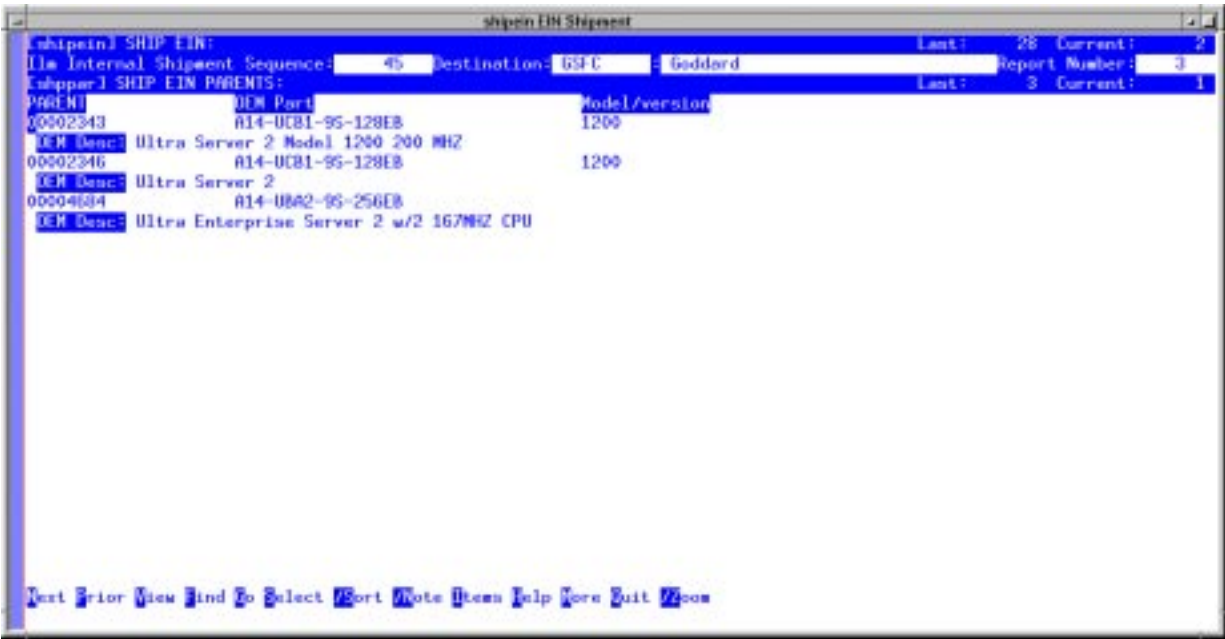 shipein EIN Shipment
[shipein] SHIP EIN: Last: 28 Current: 2
Ilm Internal Shipment Sequence: 45 Destination: GSFC : Goddard Report Number: 3
[shppar] SHIP EIN PARENTS: Last: 3 Current: 1
PARENT OEM Part Model/version
00002343 A14-UCB1-9S-128EB 1200
OEM Desc: Ultra Server 2 Model 1200 200 MHZ
00002346 A14-UCB1-9S-128EB 1200
OEM Desc: Ultra Server 2
00004684 A14-UBA2-9S-256EB
OEM Desc: Ultra Enterprise Server 2 w/2 167MHZ CPU
Next Prior View Find Go Select /Sort /Note Items Help More Quit /Zoom